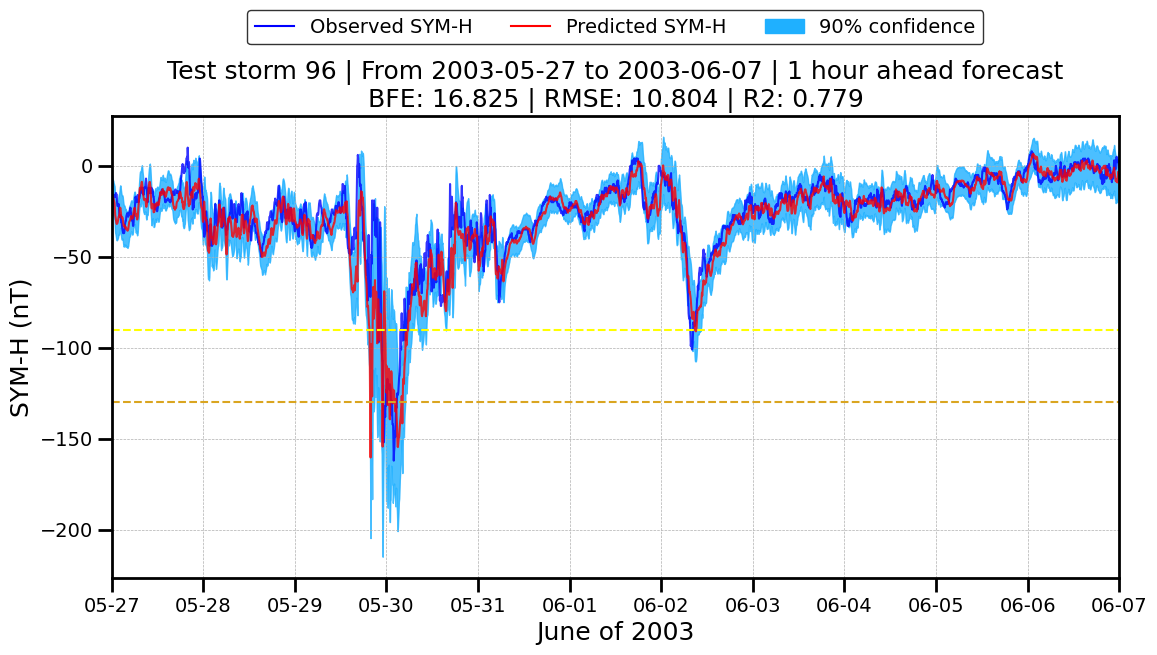 Observed SYM-H Predicted SYM-H 90% confidence
Test storm 96 | From 2003-05-27 to 2003-06-07 | 1 hour ahead forecast
BFE: 16.825 | RMSE: 10.804 | R2: 0.779
SYM-H (nT)
0
−50
−100
−150
−200
05-27 05-28 05-29 05-30 05-31 06-01 06-02 06-03 06-04 06-05 06-06 06-07
June of 2003